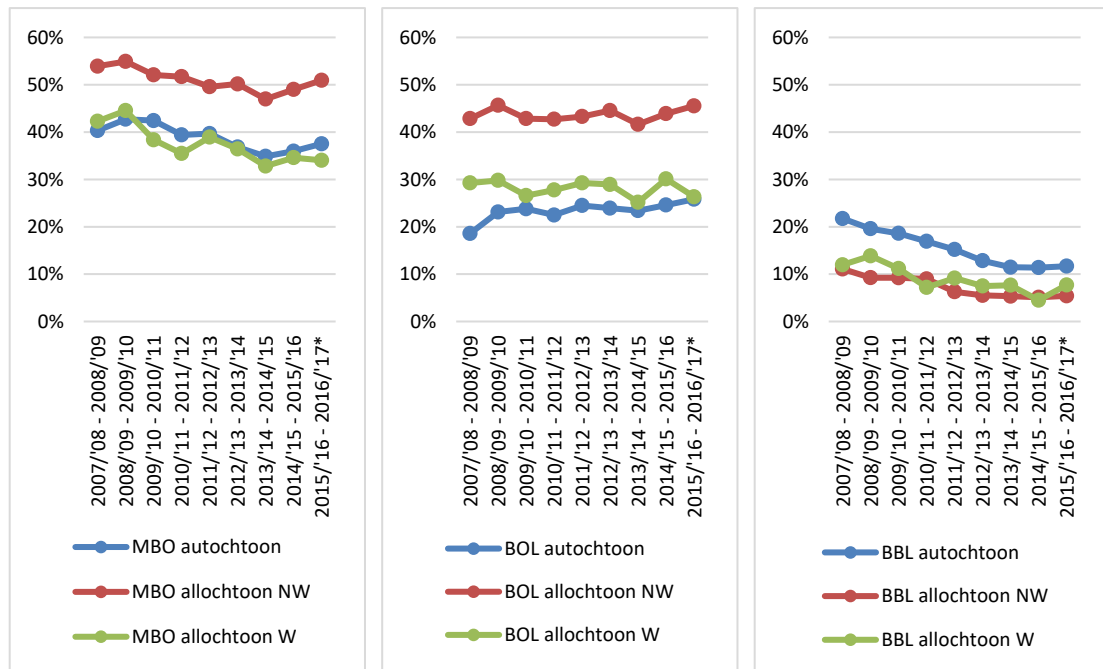 60%
50%
40%
30%
20%
10%
0%
2007/'08 - 2008/'09
2008/'09 - 2009/'10
2009/'10 - 2010/'11
2010/'11 - 2011/'12
2011/'12 - 2012/'13
2012/'13 - 2013/'14
2013/'14 - 2014/'15
2014/'15 - 2015/'16
2015/'16 - 2016/'17*
MBO autochtoon
MBO allochtoon NW
MBO allochtoon W
60%
50%
40%
30%
20%
10%
0%
2007/'08 - 2008/'09
2008/'09 - 2009/'10
2009/'10 - 2010/'11
2010/'11 - 2011/'12
2011/'12 - 2012/'13
2012/'13 - 2013/'14
2013/'14 - 2014/'15
2014/'15 - 2015/'16
2015/'16 - 2016/'17*
BOL autochtoon
BOL allochtoon NW
BOL allochtoon W
60%
50%
40%
30%
20%
10%
0%
2007/'08 - 2008/'09
2008/'09 - 2009/'10
2009/'10 - 2010/'11
2010/'11 - 2011/'12
2011/'12 - 2012/'13
2012/'13 - 2013/'14
2013/'14 - 2014/'15
2014/'15 - 2015/'16
2015/'16 - 2016/'17*
BBL autochtoon
BBL allochtoon NW
BBL allochtoon W